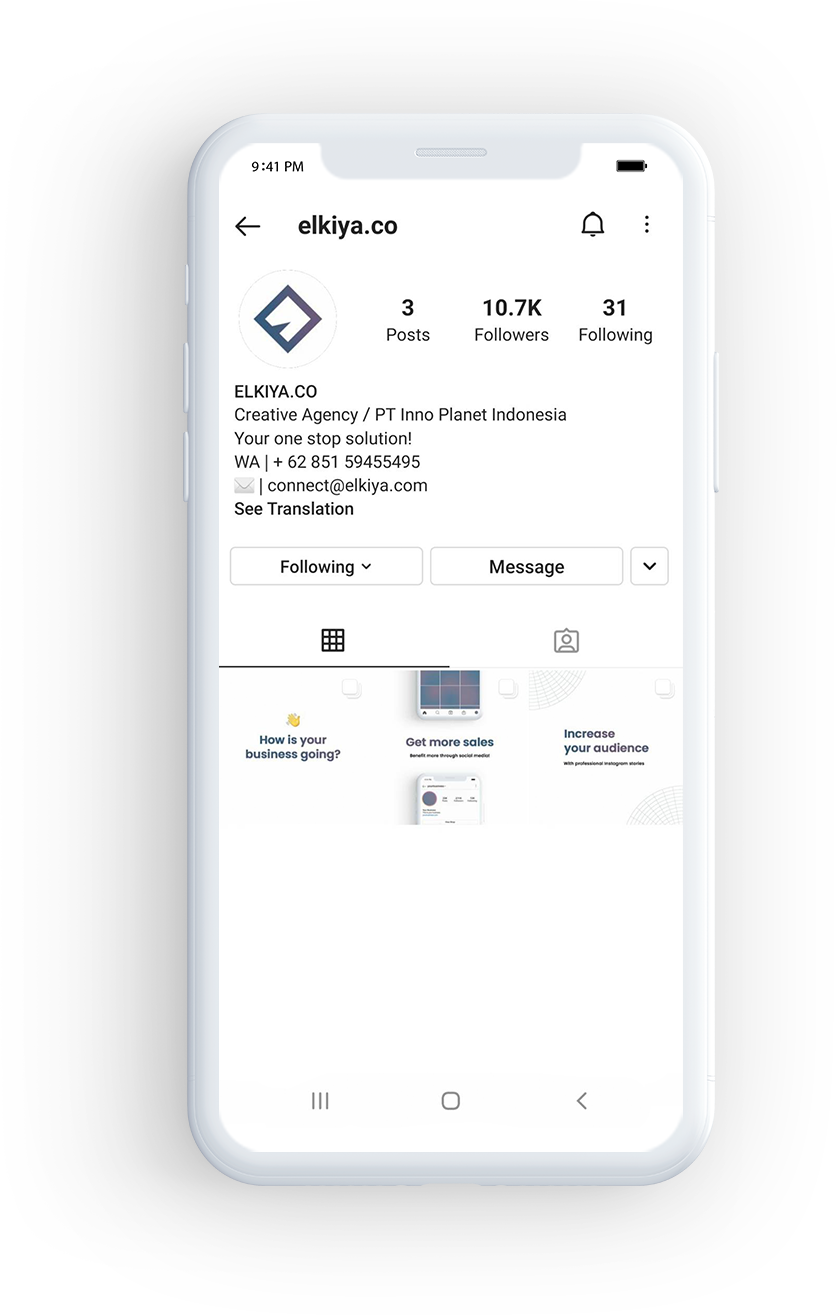 9:41 PM
elkiya.co
3
Posts
10.7K
Followers
31
Following
ELKIYA.CO
Creative Agency / PT Inno Planet Indonesia
Your one stop solution!
WA | + 62 851 59455495
✉️ | connect@elkiya.com
See Translation
Following
Message
👋
How is your
business going?
Get more sales
Benefit more through social media!
Increase
your audience
With professional Instagram stories